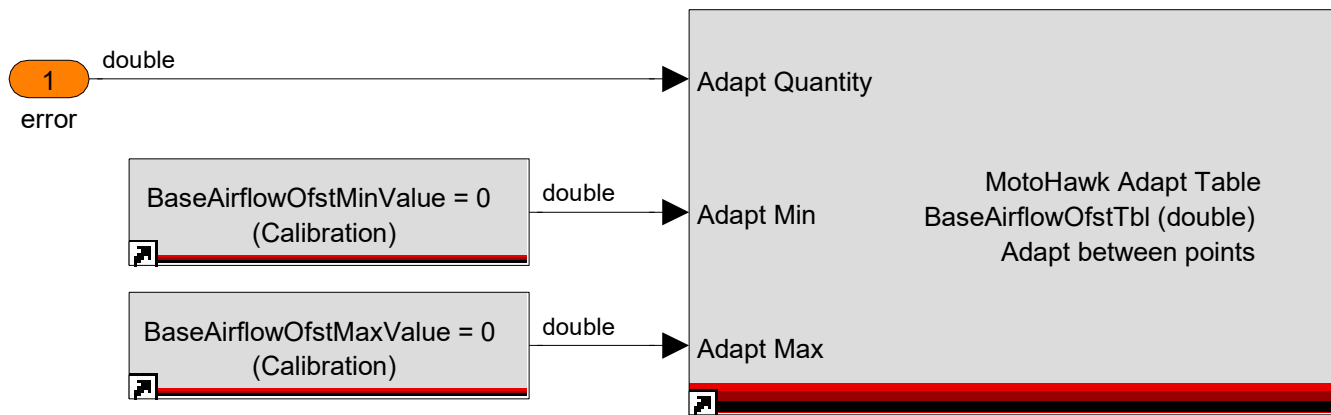 double
1
Adapt Quantity
error
BaseAirflowOfstMinValue = 0
(Calibration)
double
Adapt Min
MotoHawk Adapt Table
BaseAirflowOfstTbl (double)
Adapt between points
BaseAirflowOfstMaxValue = 0
(Calibration)
double
Adapt Max